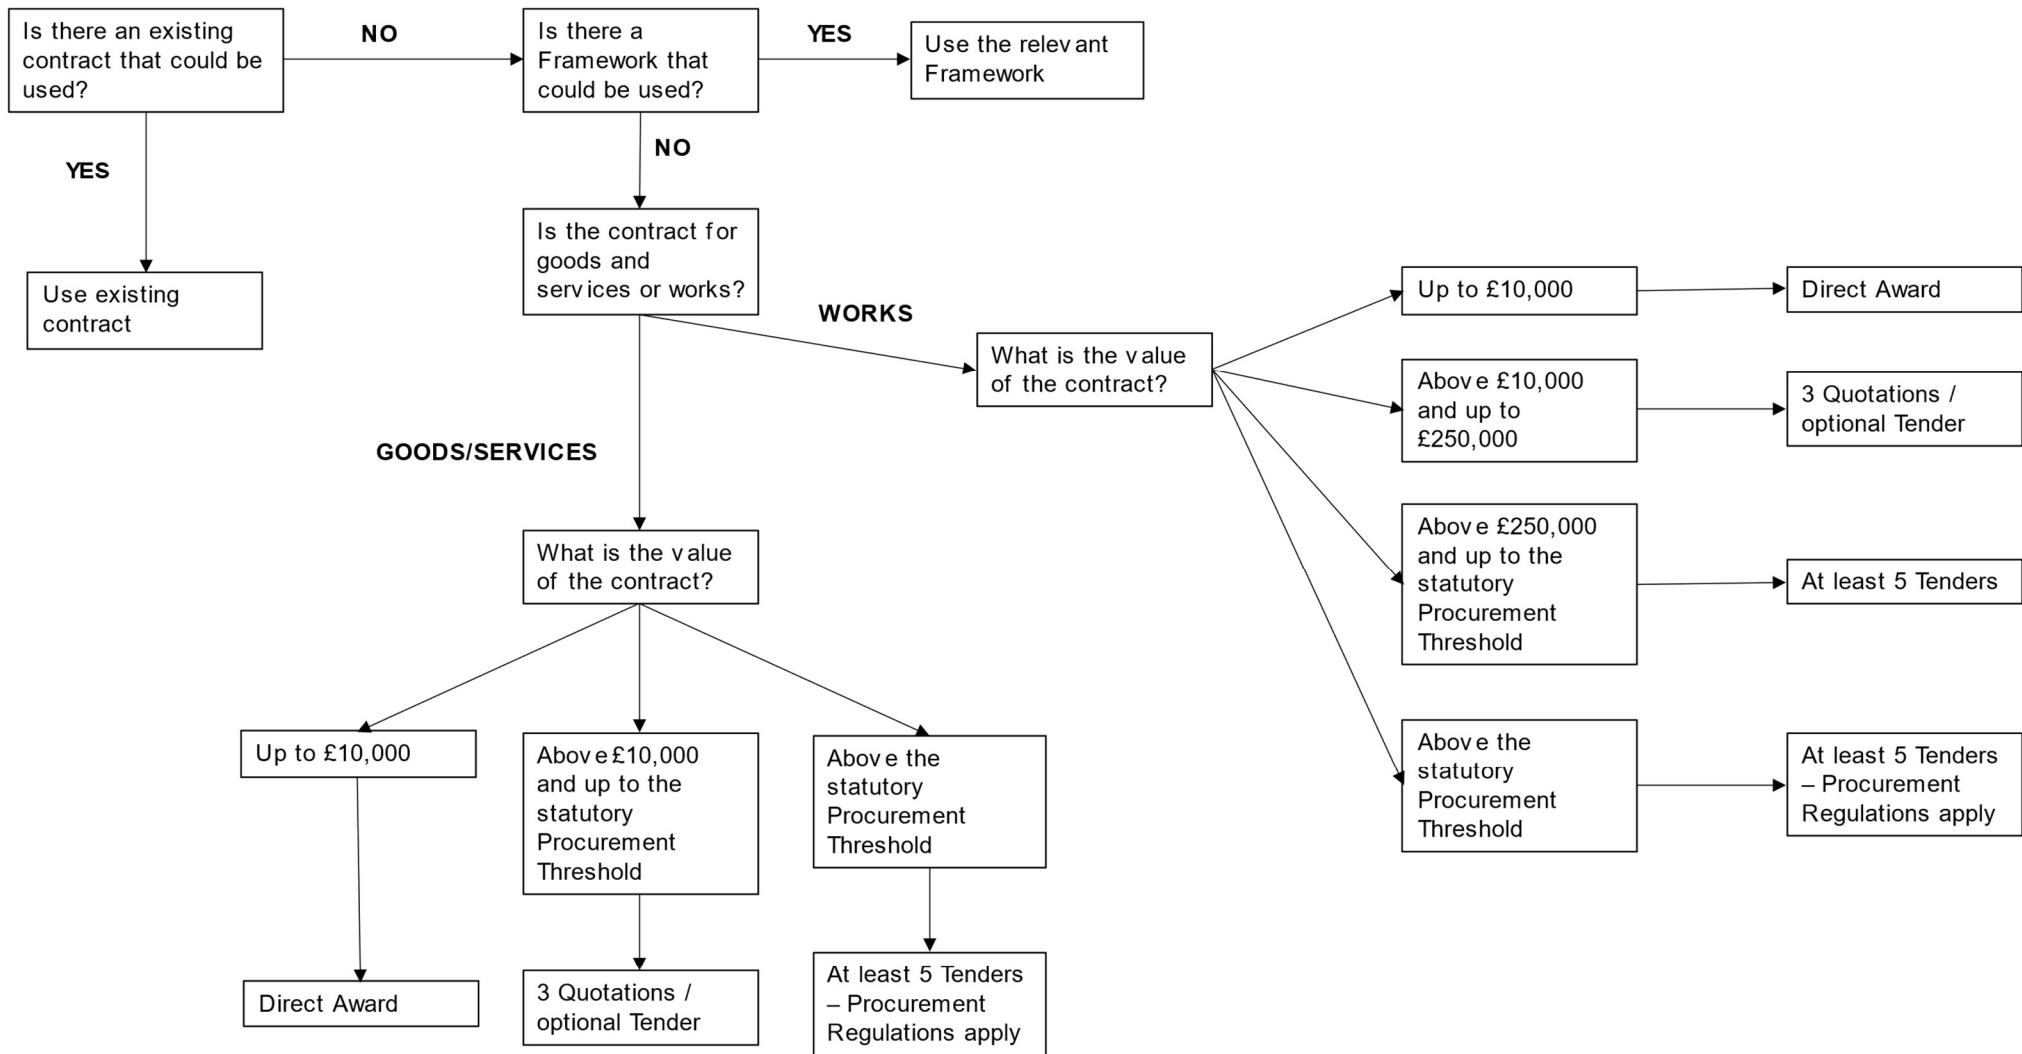 Is there an existing
contract that could be
used?
NO
Is there a
Framework that
could be used?
YES
Use the relevant
Framework
YES
NO
Use existing
contract
Is the contract for
goods and
services or works?
WORKS
What is the value
of the contract?
Up to £10,000
Direct Award
Above £10,000
and up to
£250,000
3 Quotations /
optional Tender
Above £250,000
and up to the
statutory
Procurement
Threshold
At least 5 Tenders
Above the
statutory
Procurement
Threshold
At least 5 Tenders
– Procurement
Regulations apply
GOODS/SERVICES
What is the value
of the contract?
Up to £10,000
Above £10,000
and up to the
statutory
Procurement
Threshold
Above the
statutory
Procurement
Threshold
Direct Award
3 Quotations /
optional Tender
At least 5 Tenders
– Procurement
Regulations apply